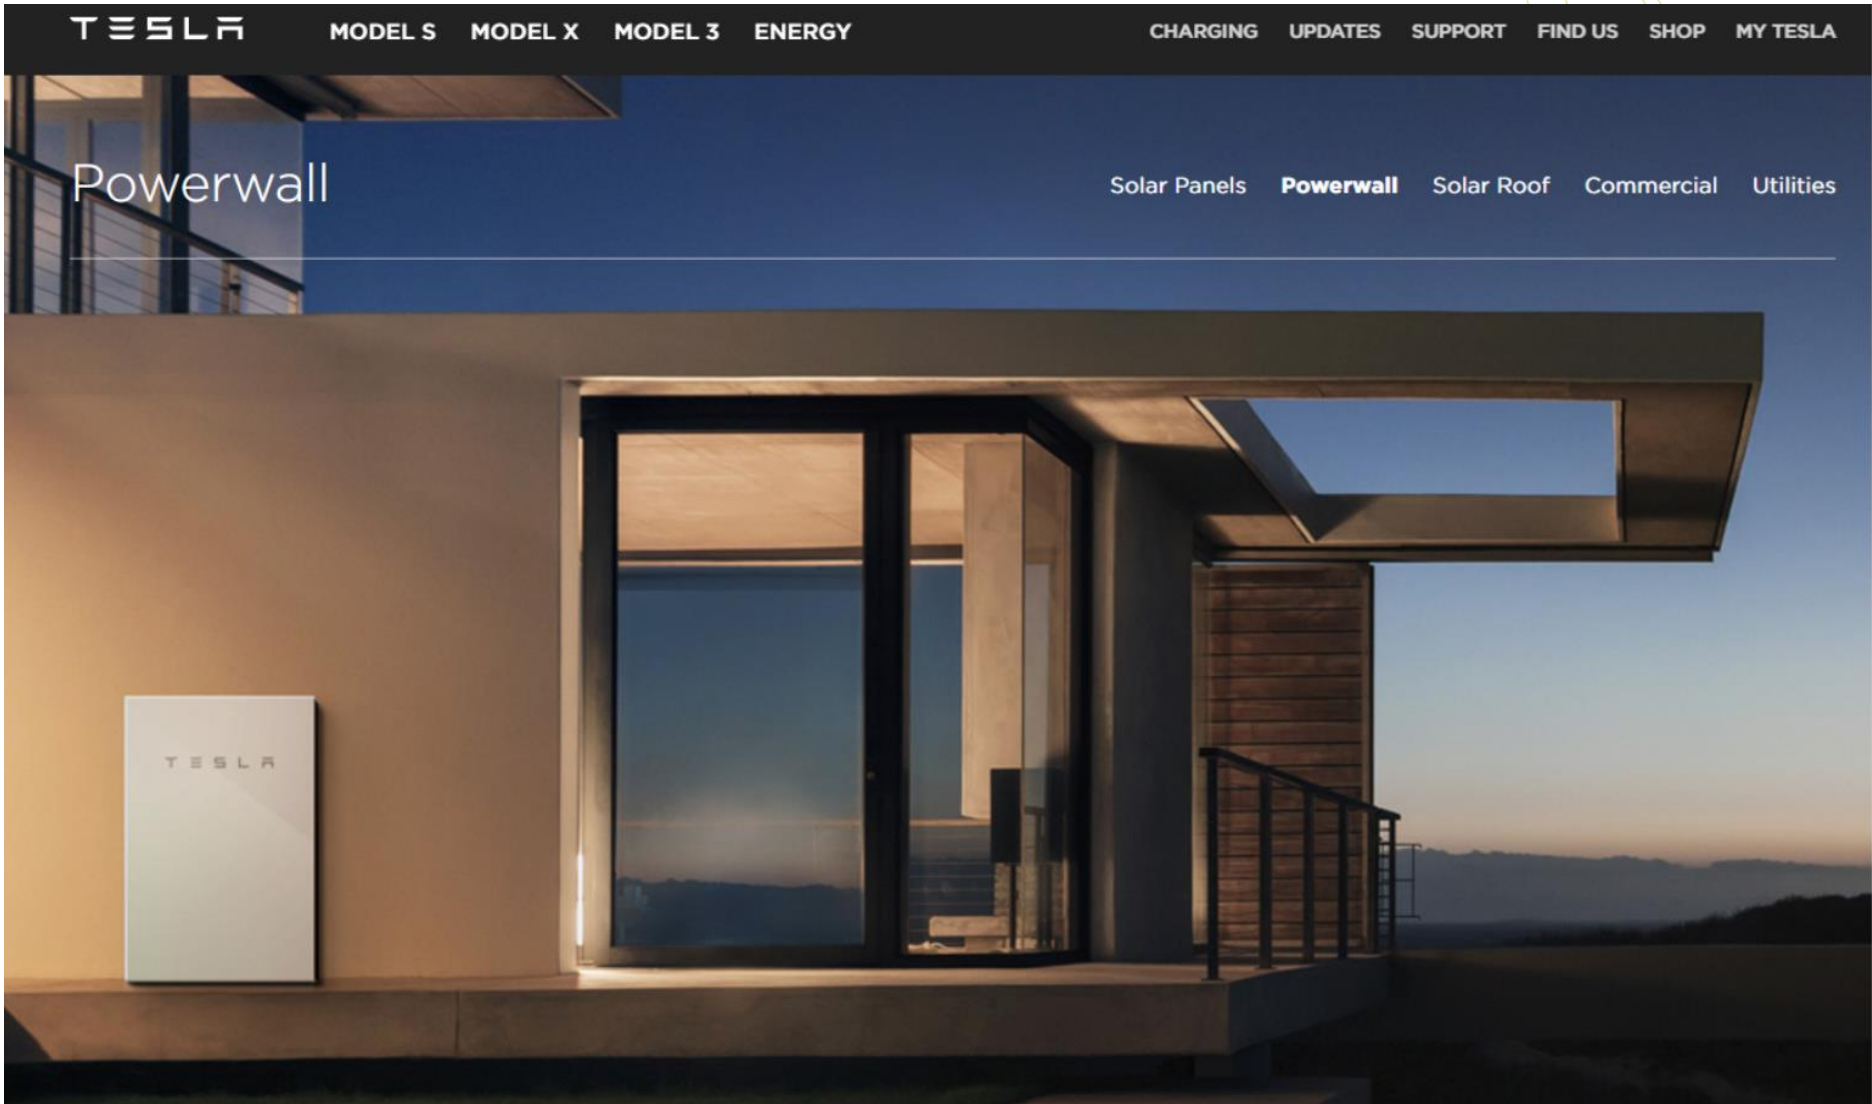 TESLA MODEL S MODEL X MODEL 3 ENERGY CHARGING UPDATES SUPPORT FIND US SHOP MY TESLA
Powerwall Solar Panels Powerwall Solar Roof Commercial Utilities
TESLA